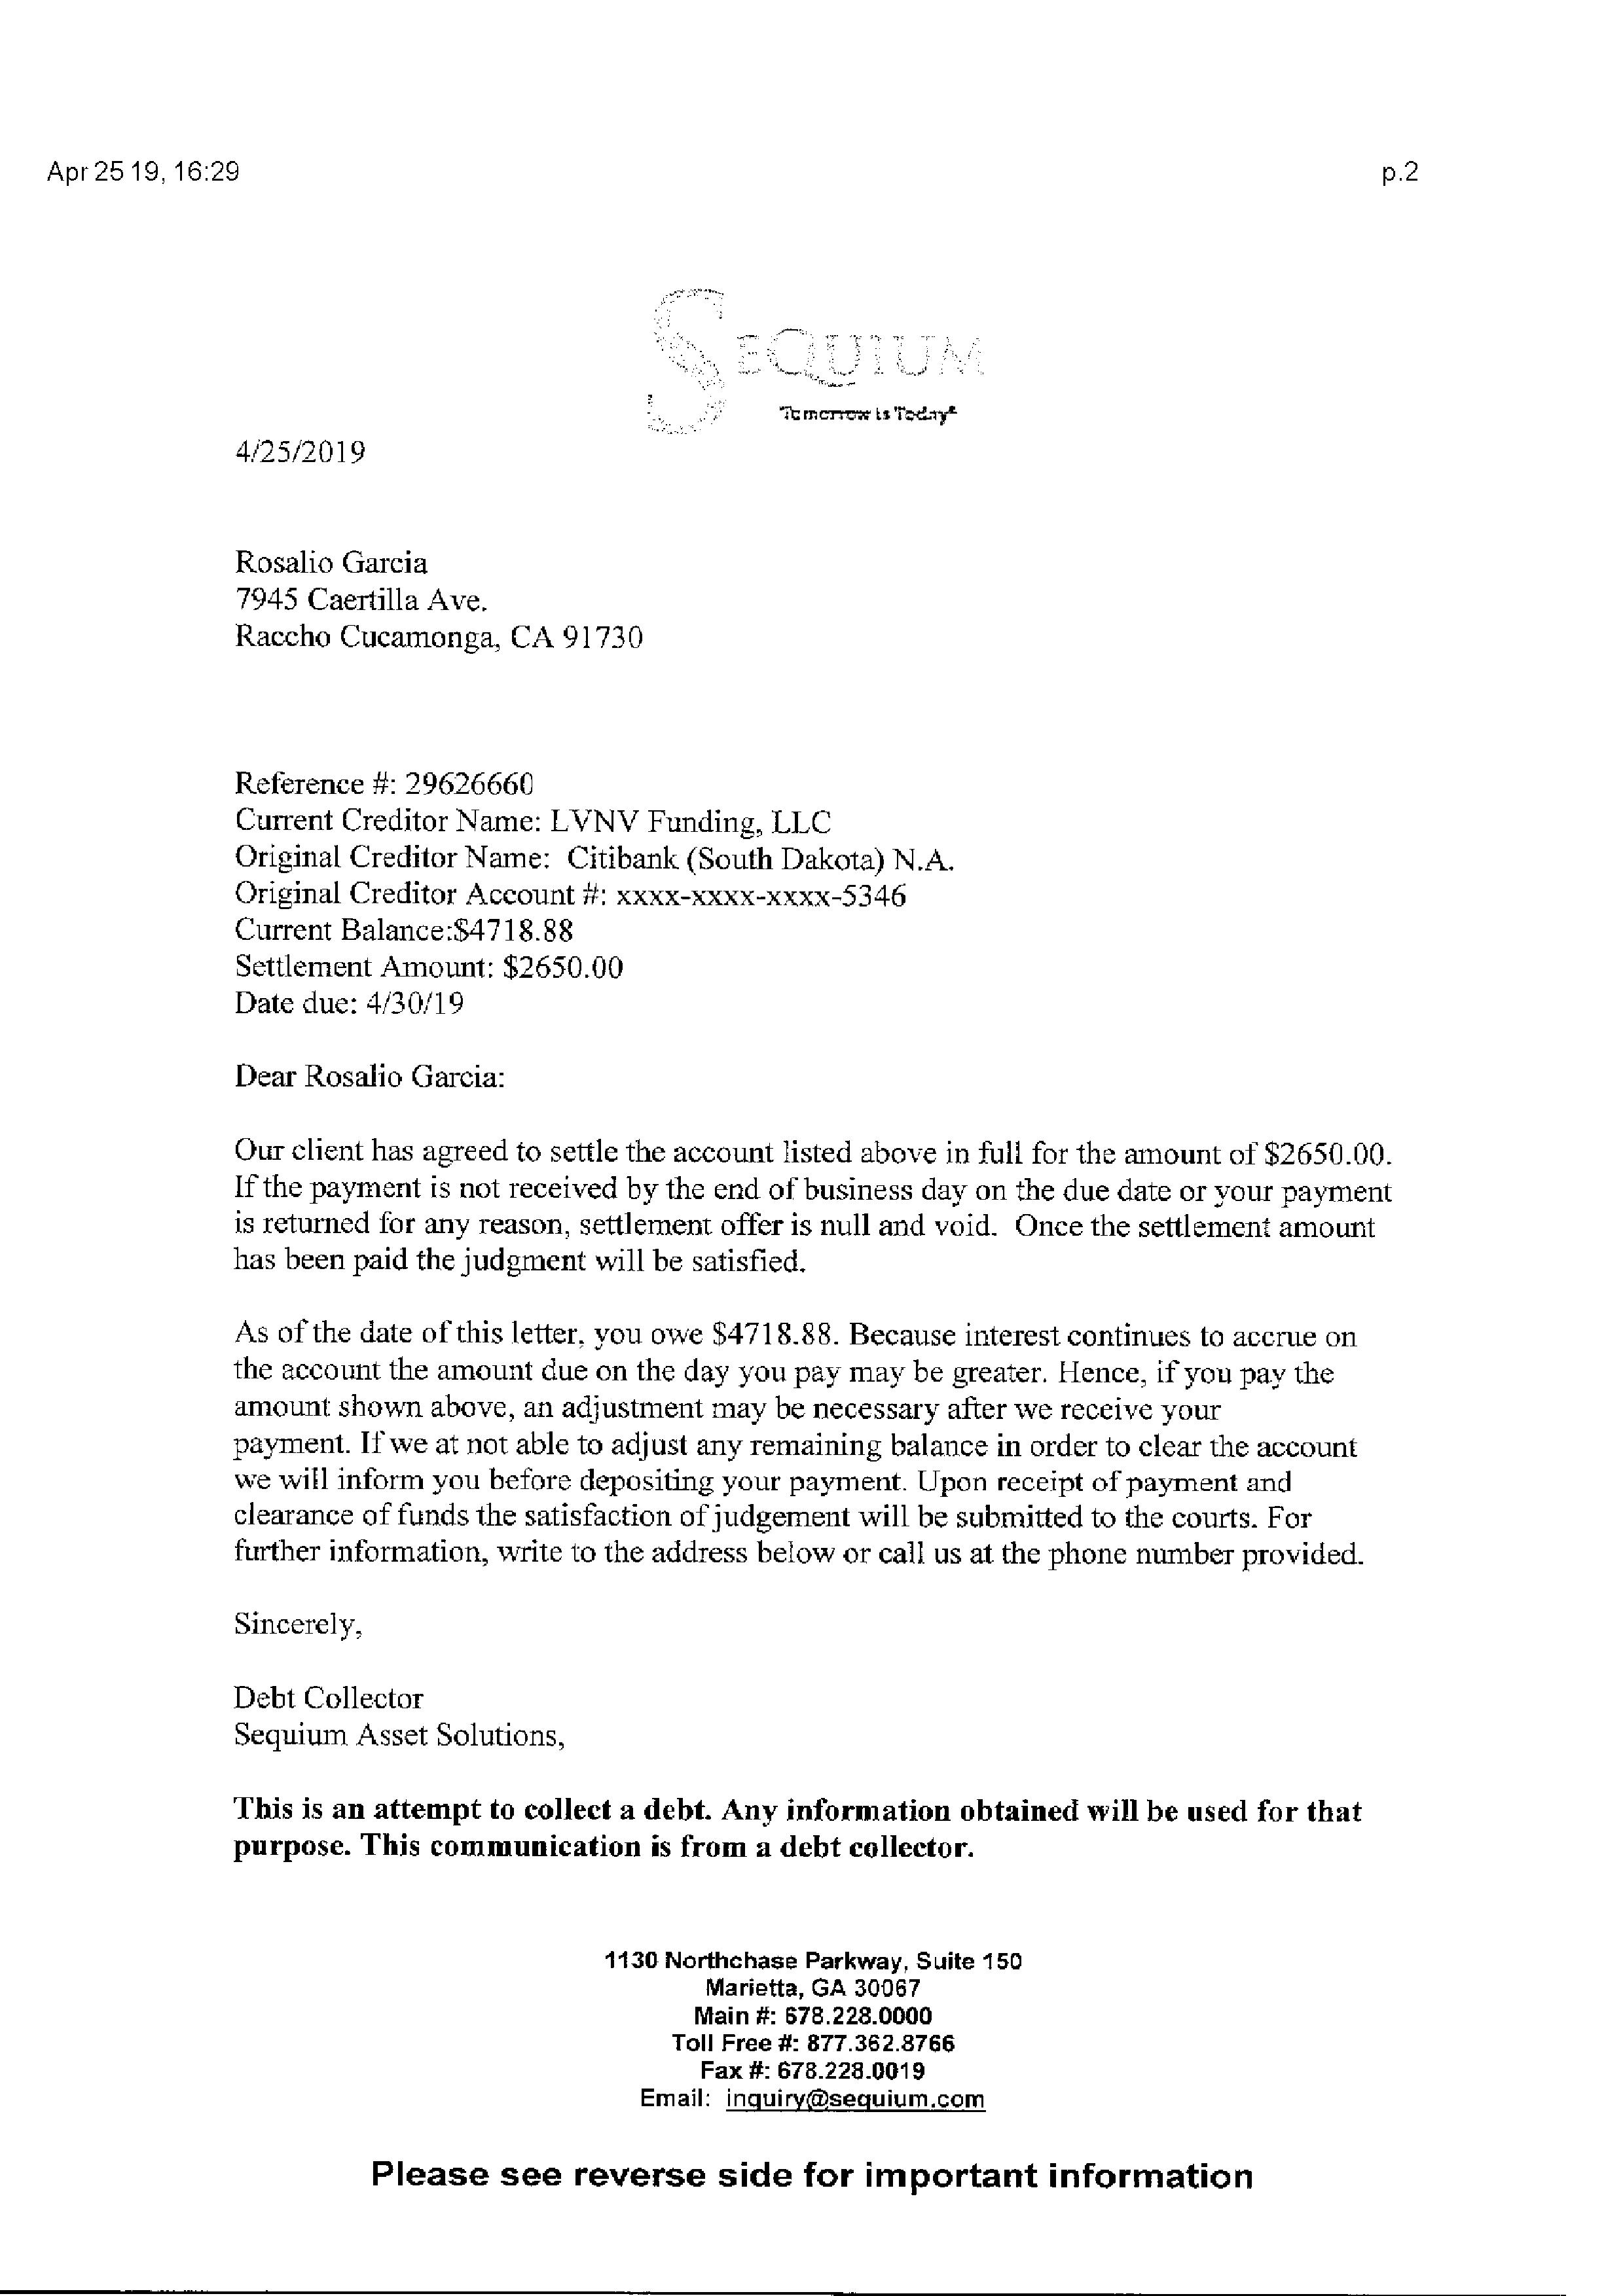 Apr 25 19, 16:29 p.2
SEQUIUM
Tomorrow is Today
4/25/2019
Rosalio Garcia
7945 Caertilla Ave.
Raccho Cucamonga, CA 91730
Reference #: 29626660
Current Creditor Name: LVNV Funding, LLC
Original Creditor Name: Citibank (South Dakota) N.A.
Original Creditor Account #: xxxx-xxxx-xxxx-5346
Current Balance:$4718.88
Settlement Amount: $2650.00
Date due: 4/30/19
Dear Rosalio Garcia:
Our client has agreed to settle the account listed above in full for the amount of $2650.00.
If the payment is not received by the end of business day on the due date or your payment
is returned for any reason, settlement offer is null and void. Once the settlement amount
has been paid the judgment will be satisfied.
As of the date of this letter, you owe $4718.88. Because interest continues to accrue on
the account the amount due on the day you pay may be greater. Hence, if you pay the
amount shown above, an adjustment may be necessary after we receive your
payment. If we at not able to adjust any remaining balance in order to clear the account
we will inform you before depositing your payment. Upon receipt of payment and
clearance of funds the satisfaction of judgement will be submitted to the courts. For
further information, write to the address below or call us at the phone number provided.
Sincerely,
Debt Collector
Sequium Asset Solutions,
This is an attempt to collect a debt. Any information obtained will be used for that
purpose. This communication is from a debt collector.
1130 Northchase Parkway, Suite 150
Marietta, GA 30067
Main #: 678.228.0000
Toll Free #: 877.362.8766
Fax #: 678.228.0019
Email: inquiry@sequium.com
Please see reverse side for important information